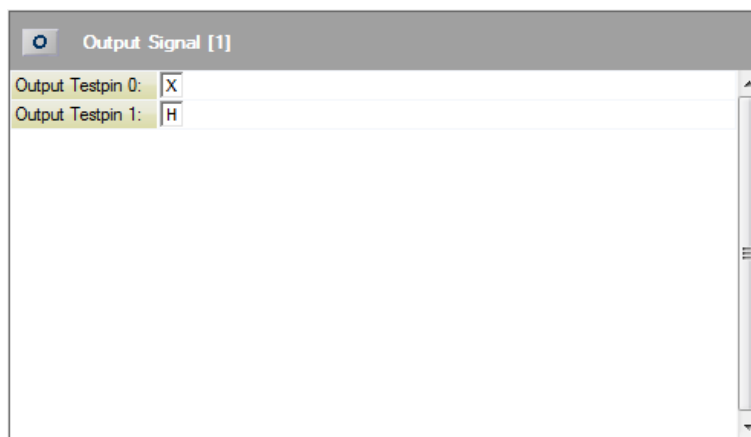 Output Signal [1]
Output Testpin 0: X
Output Testpin 1: H